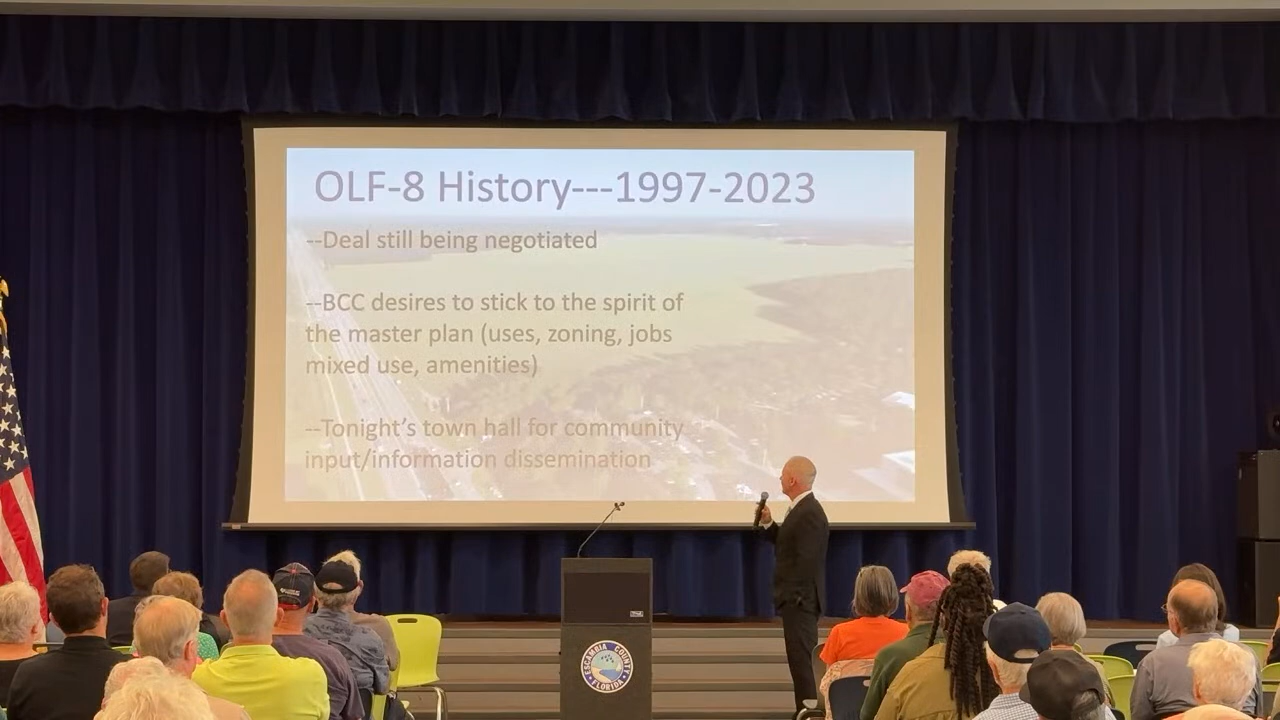 OLF-8 History---1997-2023
--Deal still being negotiated
--BCC desires to stick to the spirit of
the master plan (uses, zoning, jobs
mixed use, amenities)
--Tonight's town hall for community
input/information dissemination
ESCAMBIA COUNTY
FLORIDA